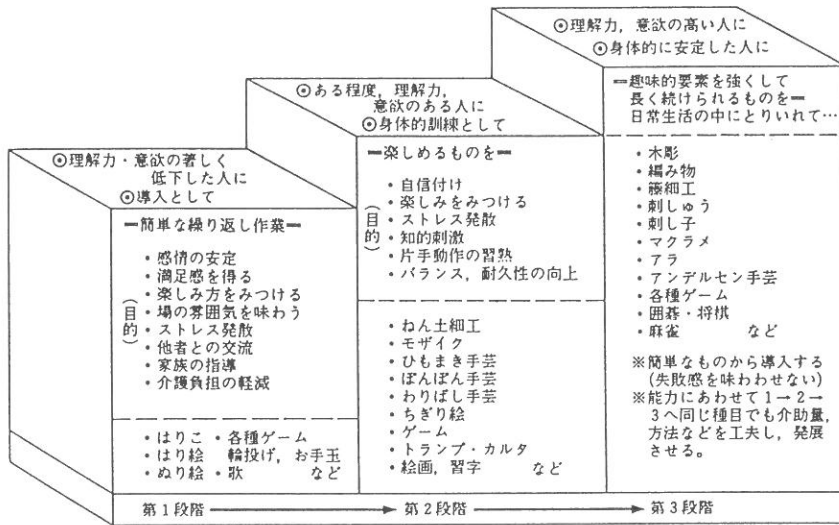 ⊙理解力・意欲の著しく
低下した人に
⊙導入として
ー簡単な繰り返し作業ー
(目的)
・感情の安定
・満足感を得る
・楽しみ方をみつける
・場の雰囲気を味わう
・ストレス発散
・他者との交流
・家族の指導
・介護負担の軽減
・はりこ ・各種ゲーム
・はり絵 輪投げ，お手玉
・ぬり絵 ・歌 など
⊙ある程度，理解力，
意欲のある人に
⊙身体的訓練として
ー楽しめるものをー
(目的)
・自信付け
・楽しみをみつける
・ストレス発散
・知的刺激
・片手動作の習熟
・バランス，耐久性の向上
・ねん土細工
・モザイク
・ひもまき手芸
・ぽんぽん手芸
・わりばし手芸
・ちぎり絵
・ゲーム
・トランプ・カルタ
・絵画，習字 など
⊙理解力，意欲の高い人に
⊙身体的に安定した人に
ー趣味的要素を強くして
長く続けられるものをー
日常生活の中にとりいれて…
・木彫
・編み物
・籐細工
・刺しゅう
・刺し子
・マクラメ
・アラ
・アンデルセン手芸
・各種ゲーム
・囲碁・将棋
・麻雀 など
※簡単なものから導入する
(失敗感を味わわせない)
※能力にあわせて1→2→
3へ同じ種目でも介助量，
方法などを工夫し，発展
させる。
第1段階 → 第2段階 → 第3段階